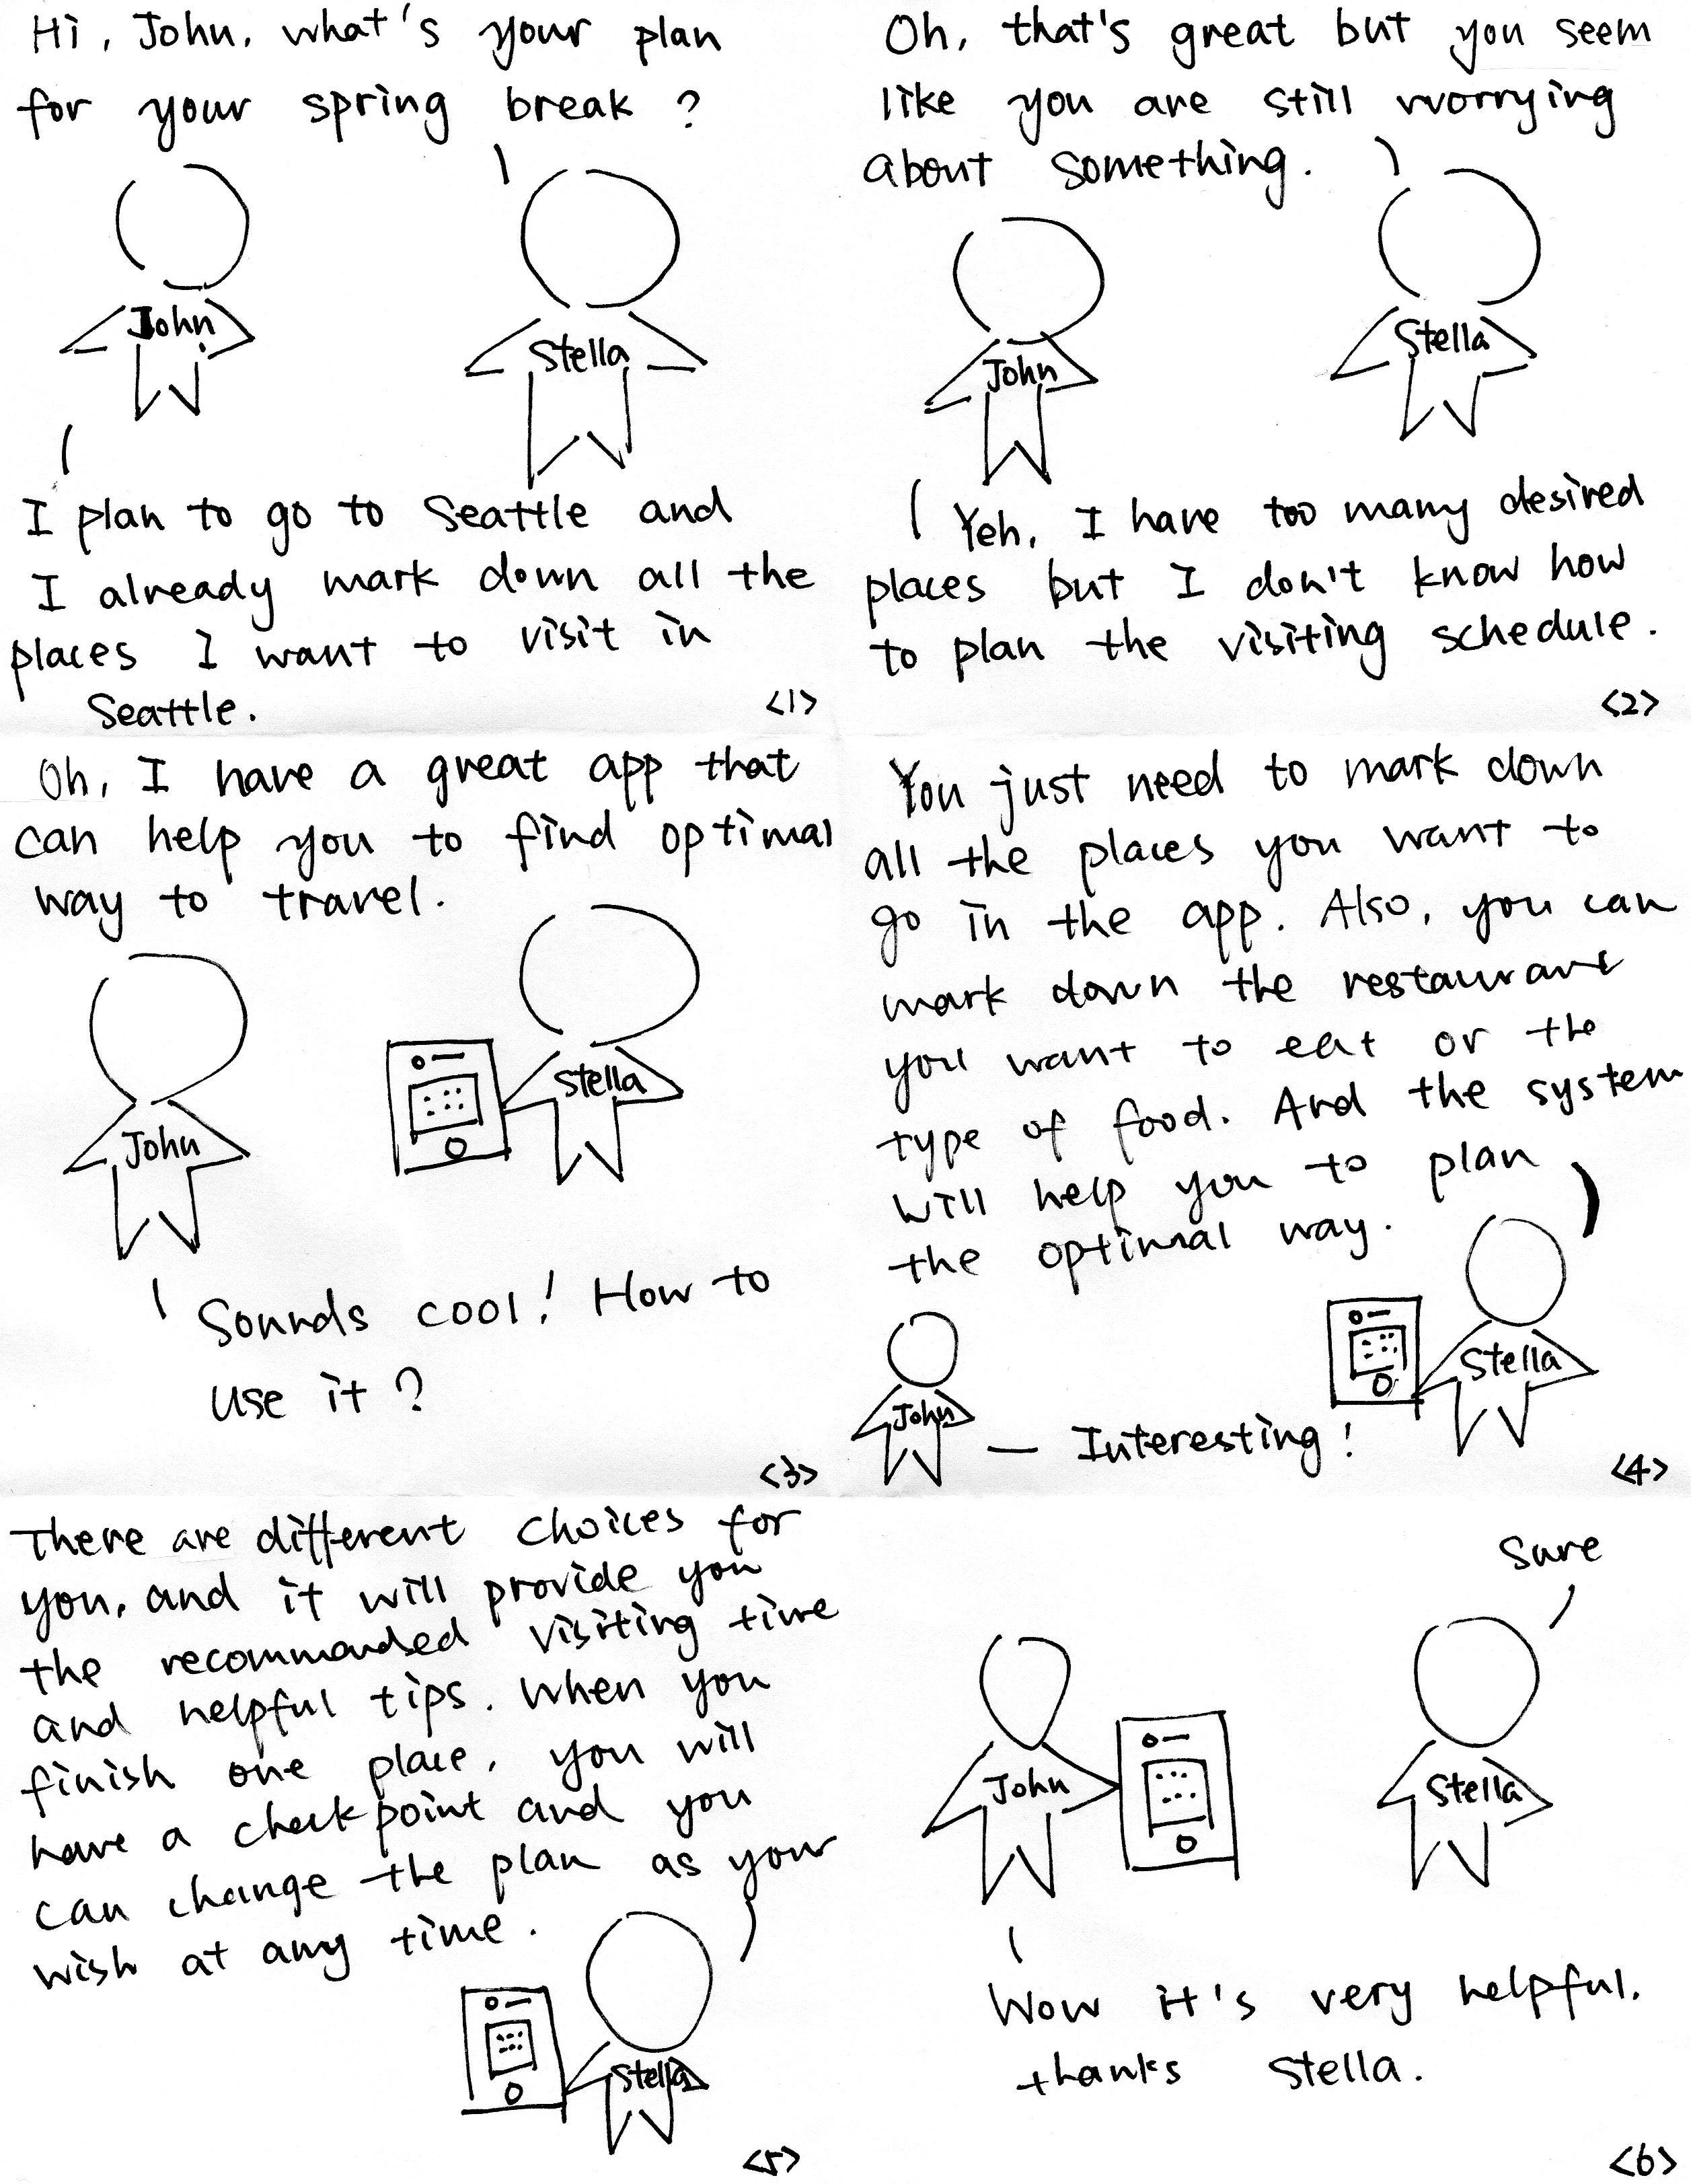 Hi, John, what's your plan
for your spring break?
John
Stella
I plan to go to Seattle and
I already mark down all the
places I want to visit in
Seattle.
<1>
Oh, that's great but you seem
like you are still worrying
about something.
John
Stella
Yeh, I have too many desired
places but I don't know how
to plan the visiting schedule.
<2>
Oh, I have a great app that
can help you to find optimal
way to travel.
John
Stella
Sounds cool! How to
use it?
<3>
You just need to mark down
all the places you want to
go in the app. Also, you can
mark down the restaurant
you want to eat or the
type of food. And the system
will help you to plan
the optimal way.
Stella
John
Interesting!
<4>
There are different choices for
you, and it will provide you
the recommanded visiting time
and helpful tips. When you
finish one place, you will
have a check point and you
can change the plan as your
wish at any time.
Stella
<5>
Sure
John
Stella
Wow it's very helpful.
thanks Stella.
<6>